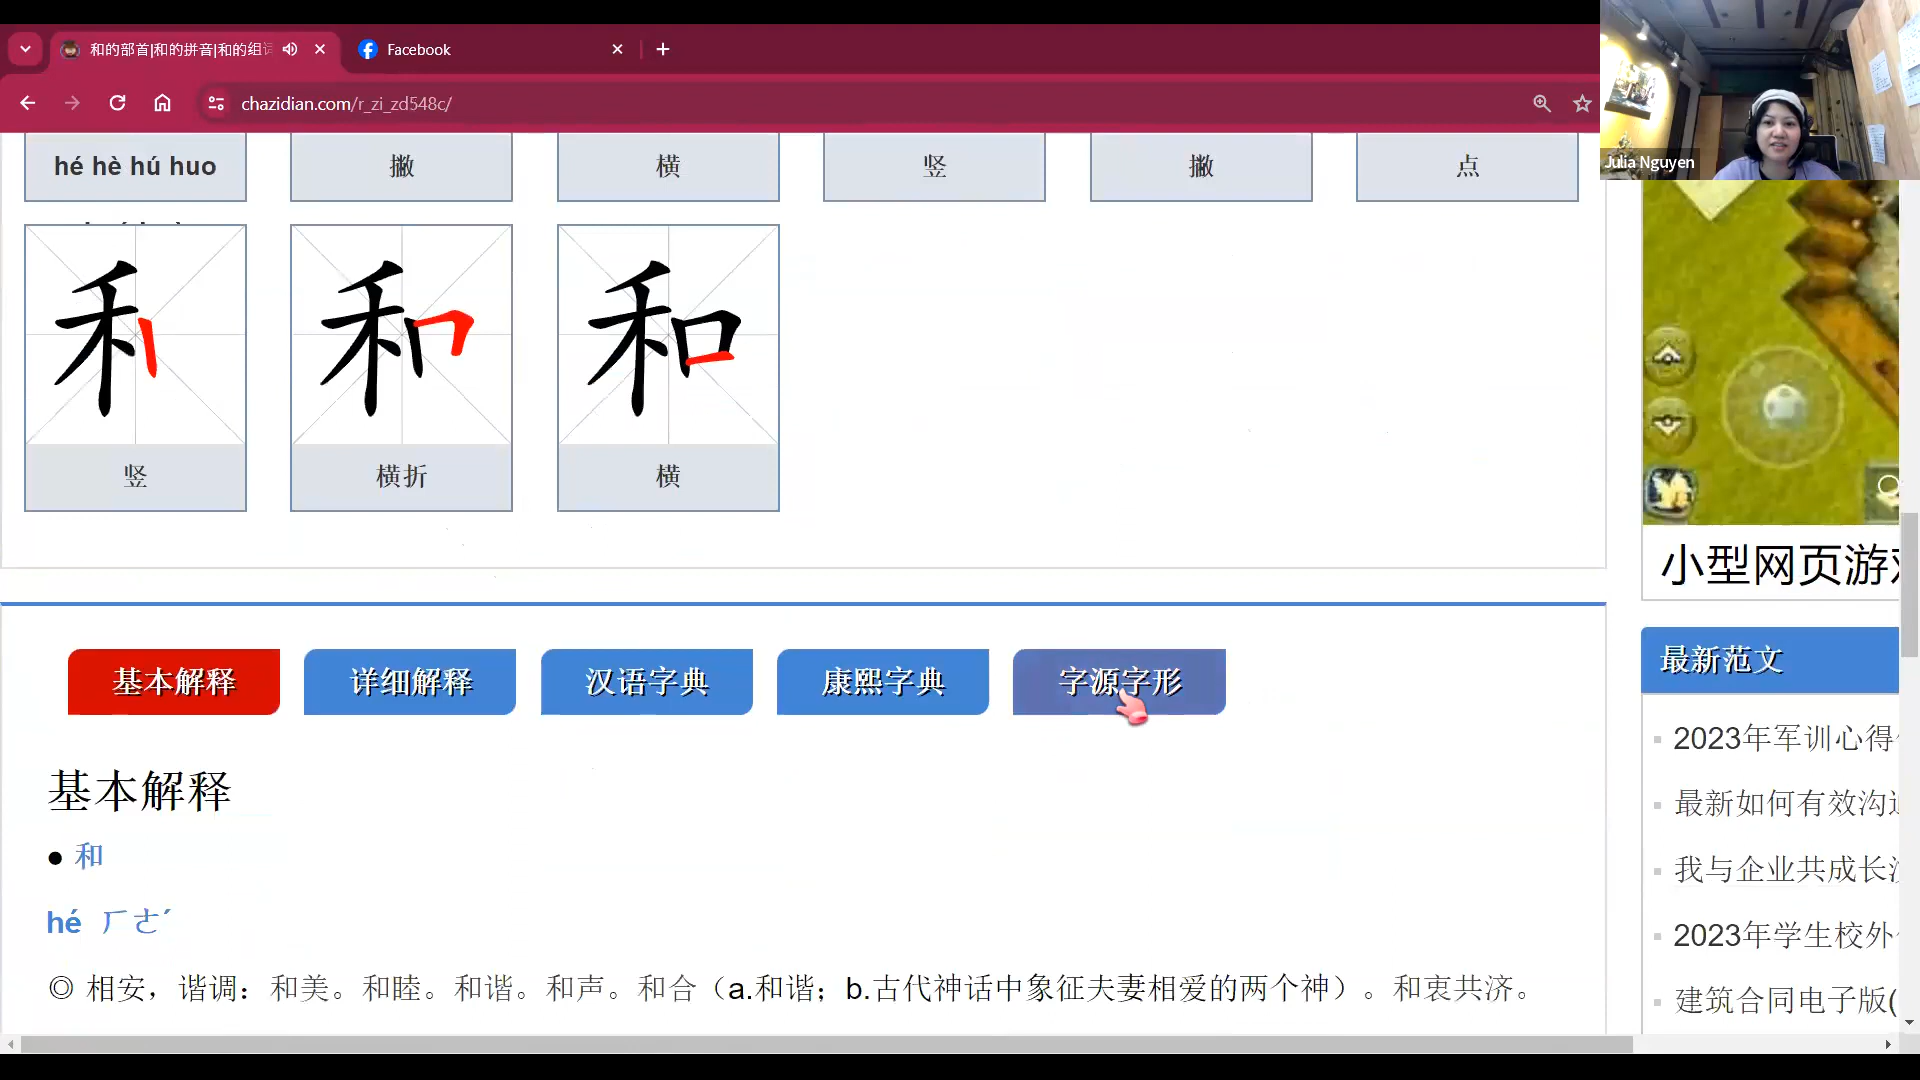 和的部首|和的拼音|和的组词
Facebook
chazidian.com/r_zi_zd548c/
Julia Nguyen
hé hè hú huo
撇
横
竖
撇
点
竖
横折
横
小型网页游戏
基本解释
详细解释
汉语字典
康熙字典
字源字形
最新范文
基本解释
● 和
hé ㄏㄜˊ
◎ 相安，谐调：和美。和睦。和谐。和声。和合（a.和谐；b.古代神话中象征夫妻相爱的两个神）。和衷共济。
2023年军训心得
最新如何有效沟通
我与企业共成长
2023年学生校外
建筑合同电子版(